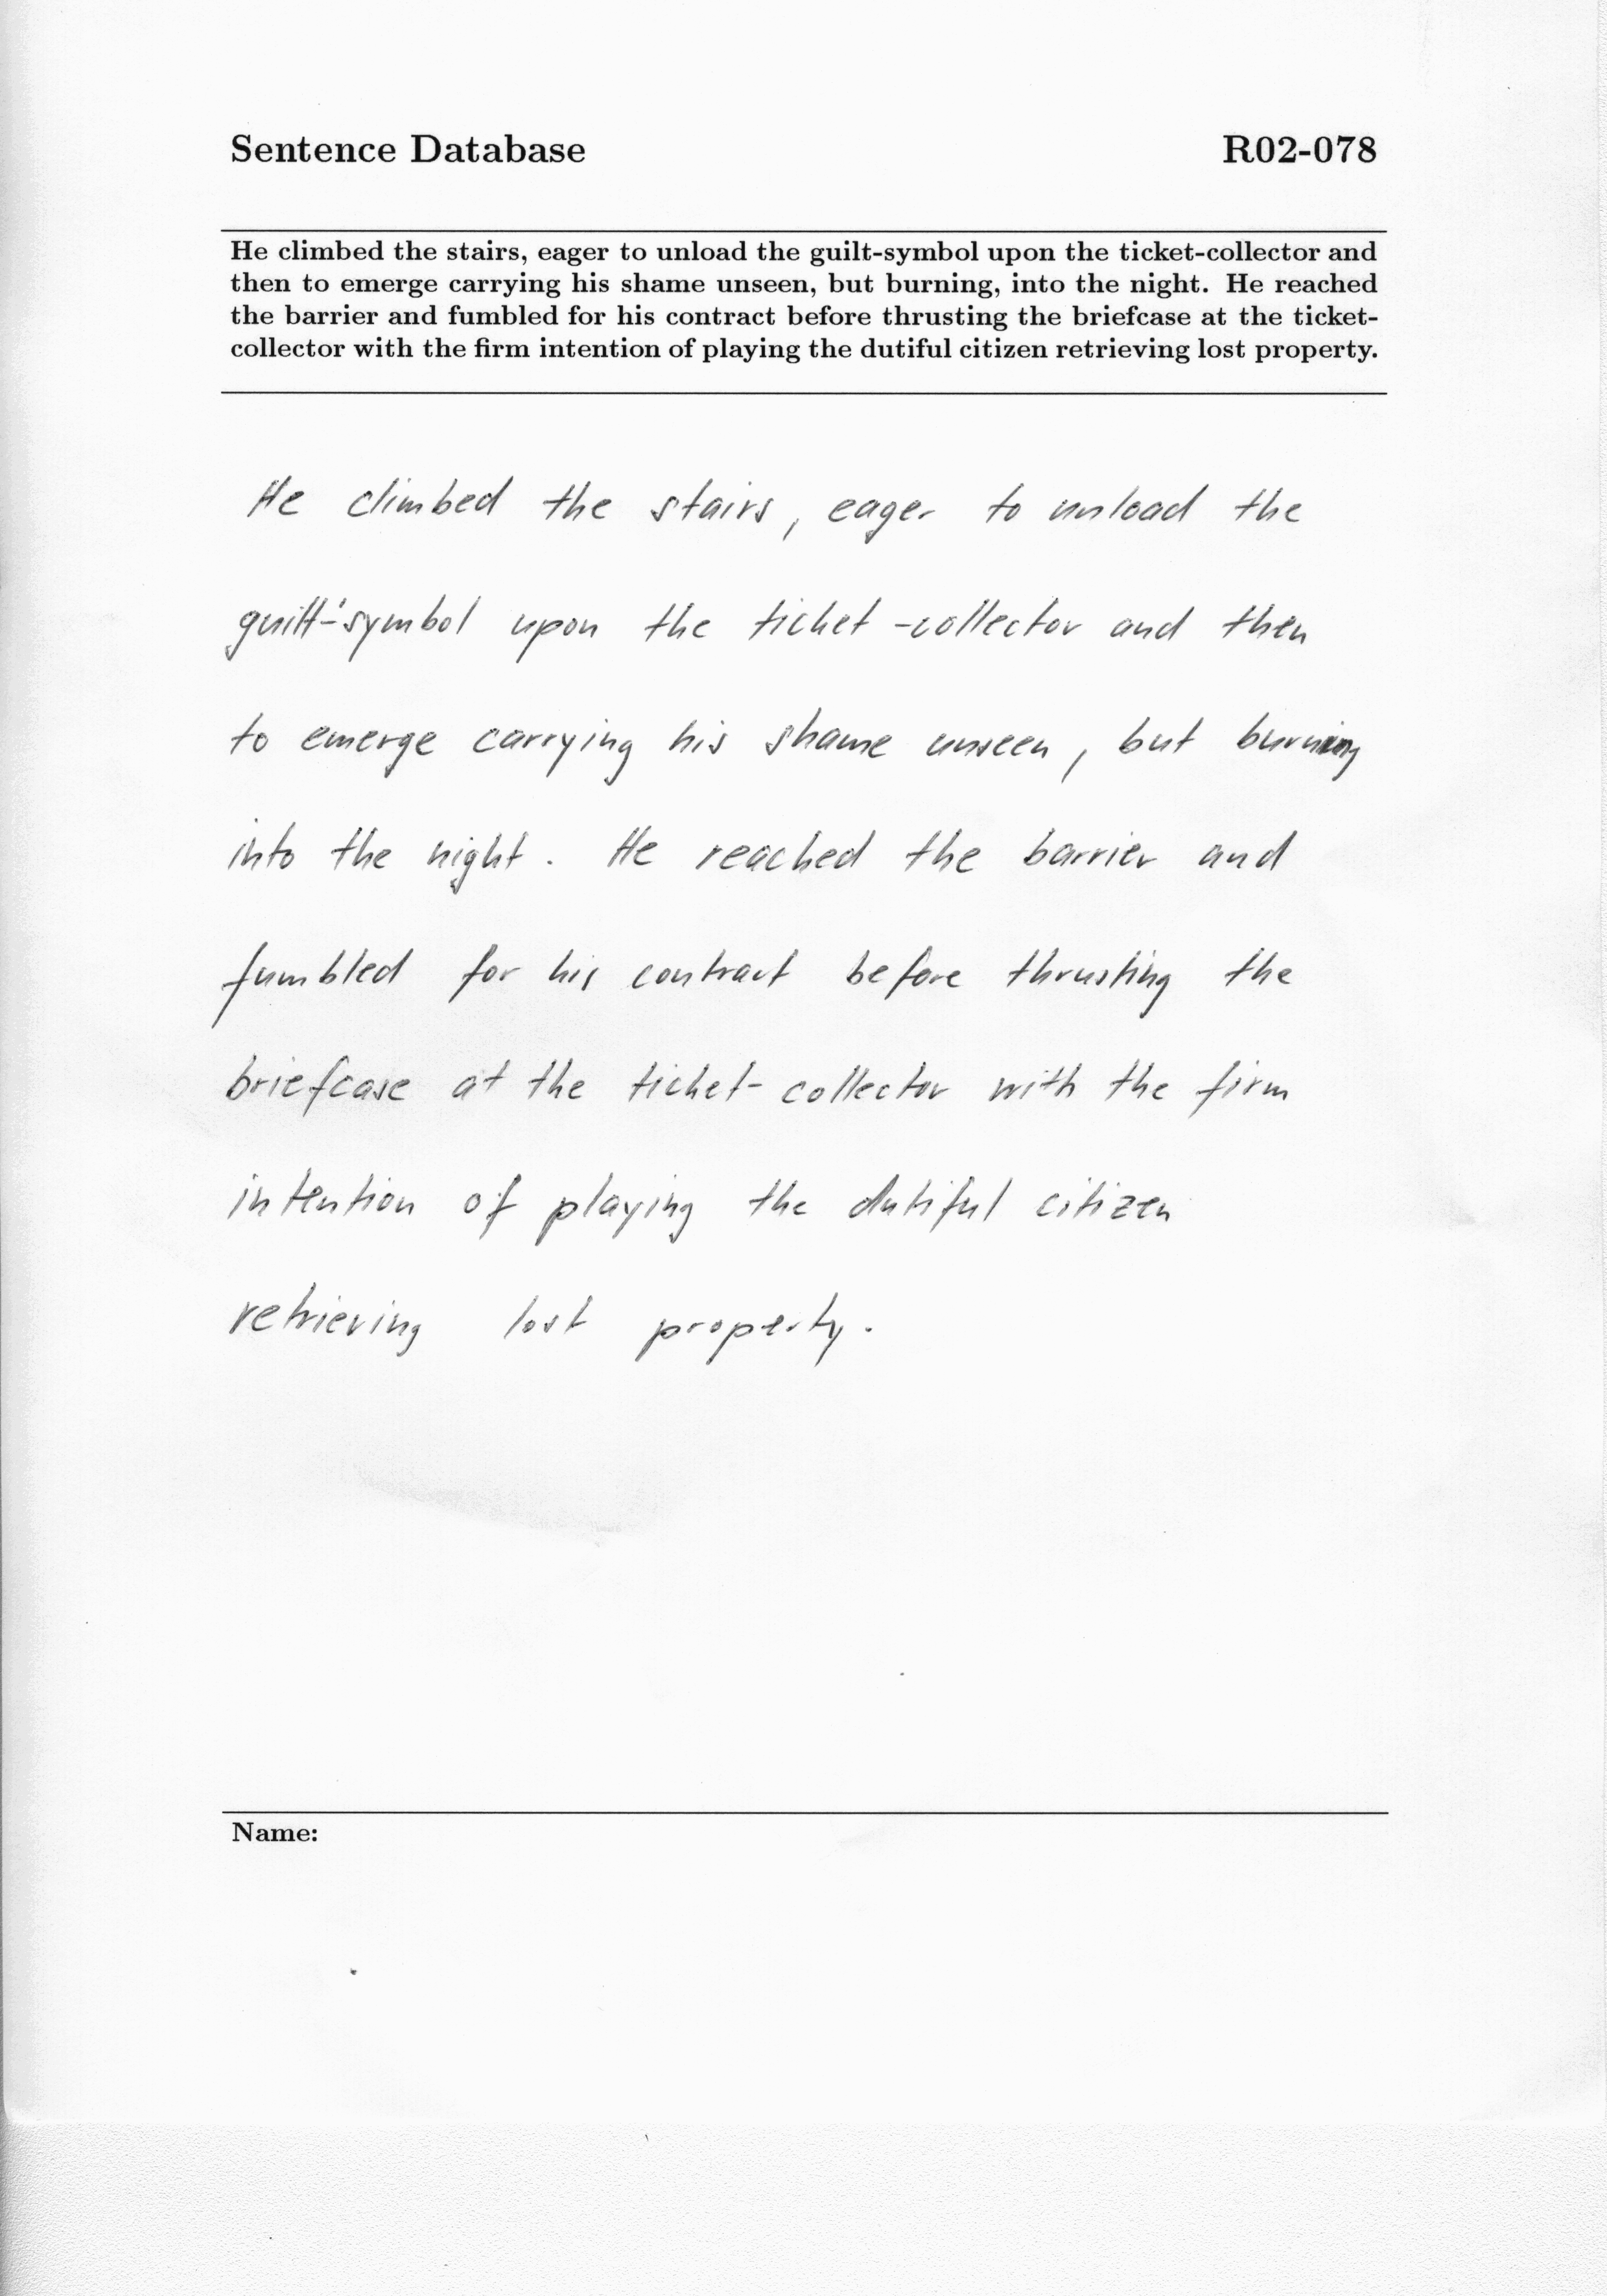 Sentence Database R02-078
He climbed the stairs, eager to unload the guilt-symbol upon the ticket-collector and
then to emerge carrying his shame unseen, but burning, into the night. He reached
the barrier and fumbled for his contract before thrusting the briefcase at the ticket-
collector with the firm intention of playing the dutiful citizen retrieving lost property.
He climbed the stairs, eager to unload the
guilt-symbol upon the ticket-collector and then
to emerge carrying his shame unseen, but burning
into the night. He reached the barrier and
fumbled for his contract before thrusting the
briefcase at the ticket-collector with the firm
intention of playing the dutiful citizen
retrieving lost property.
Name: